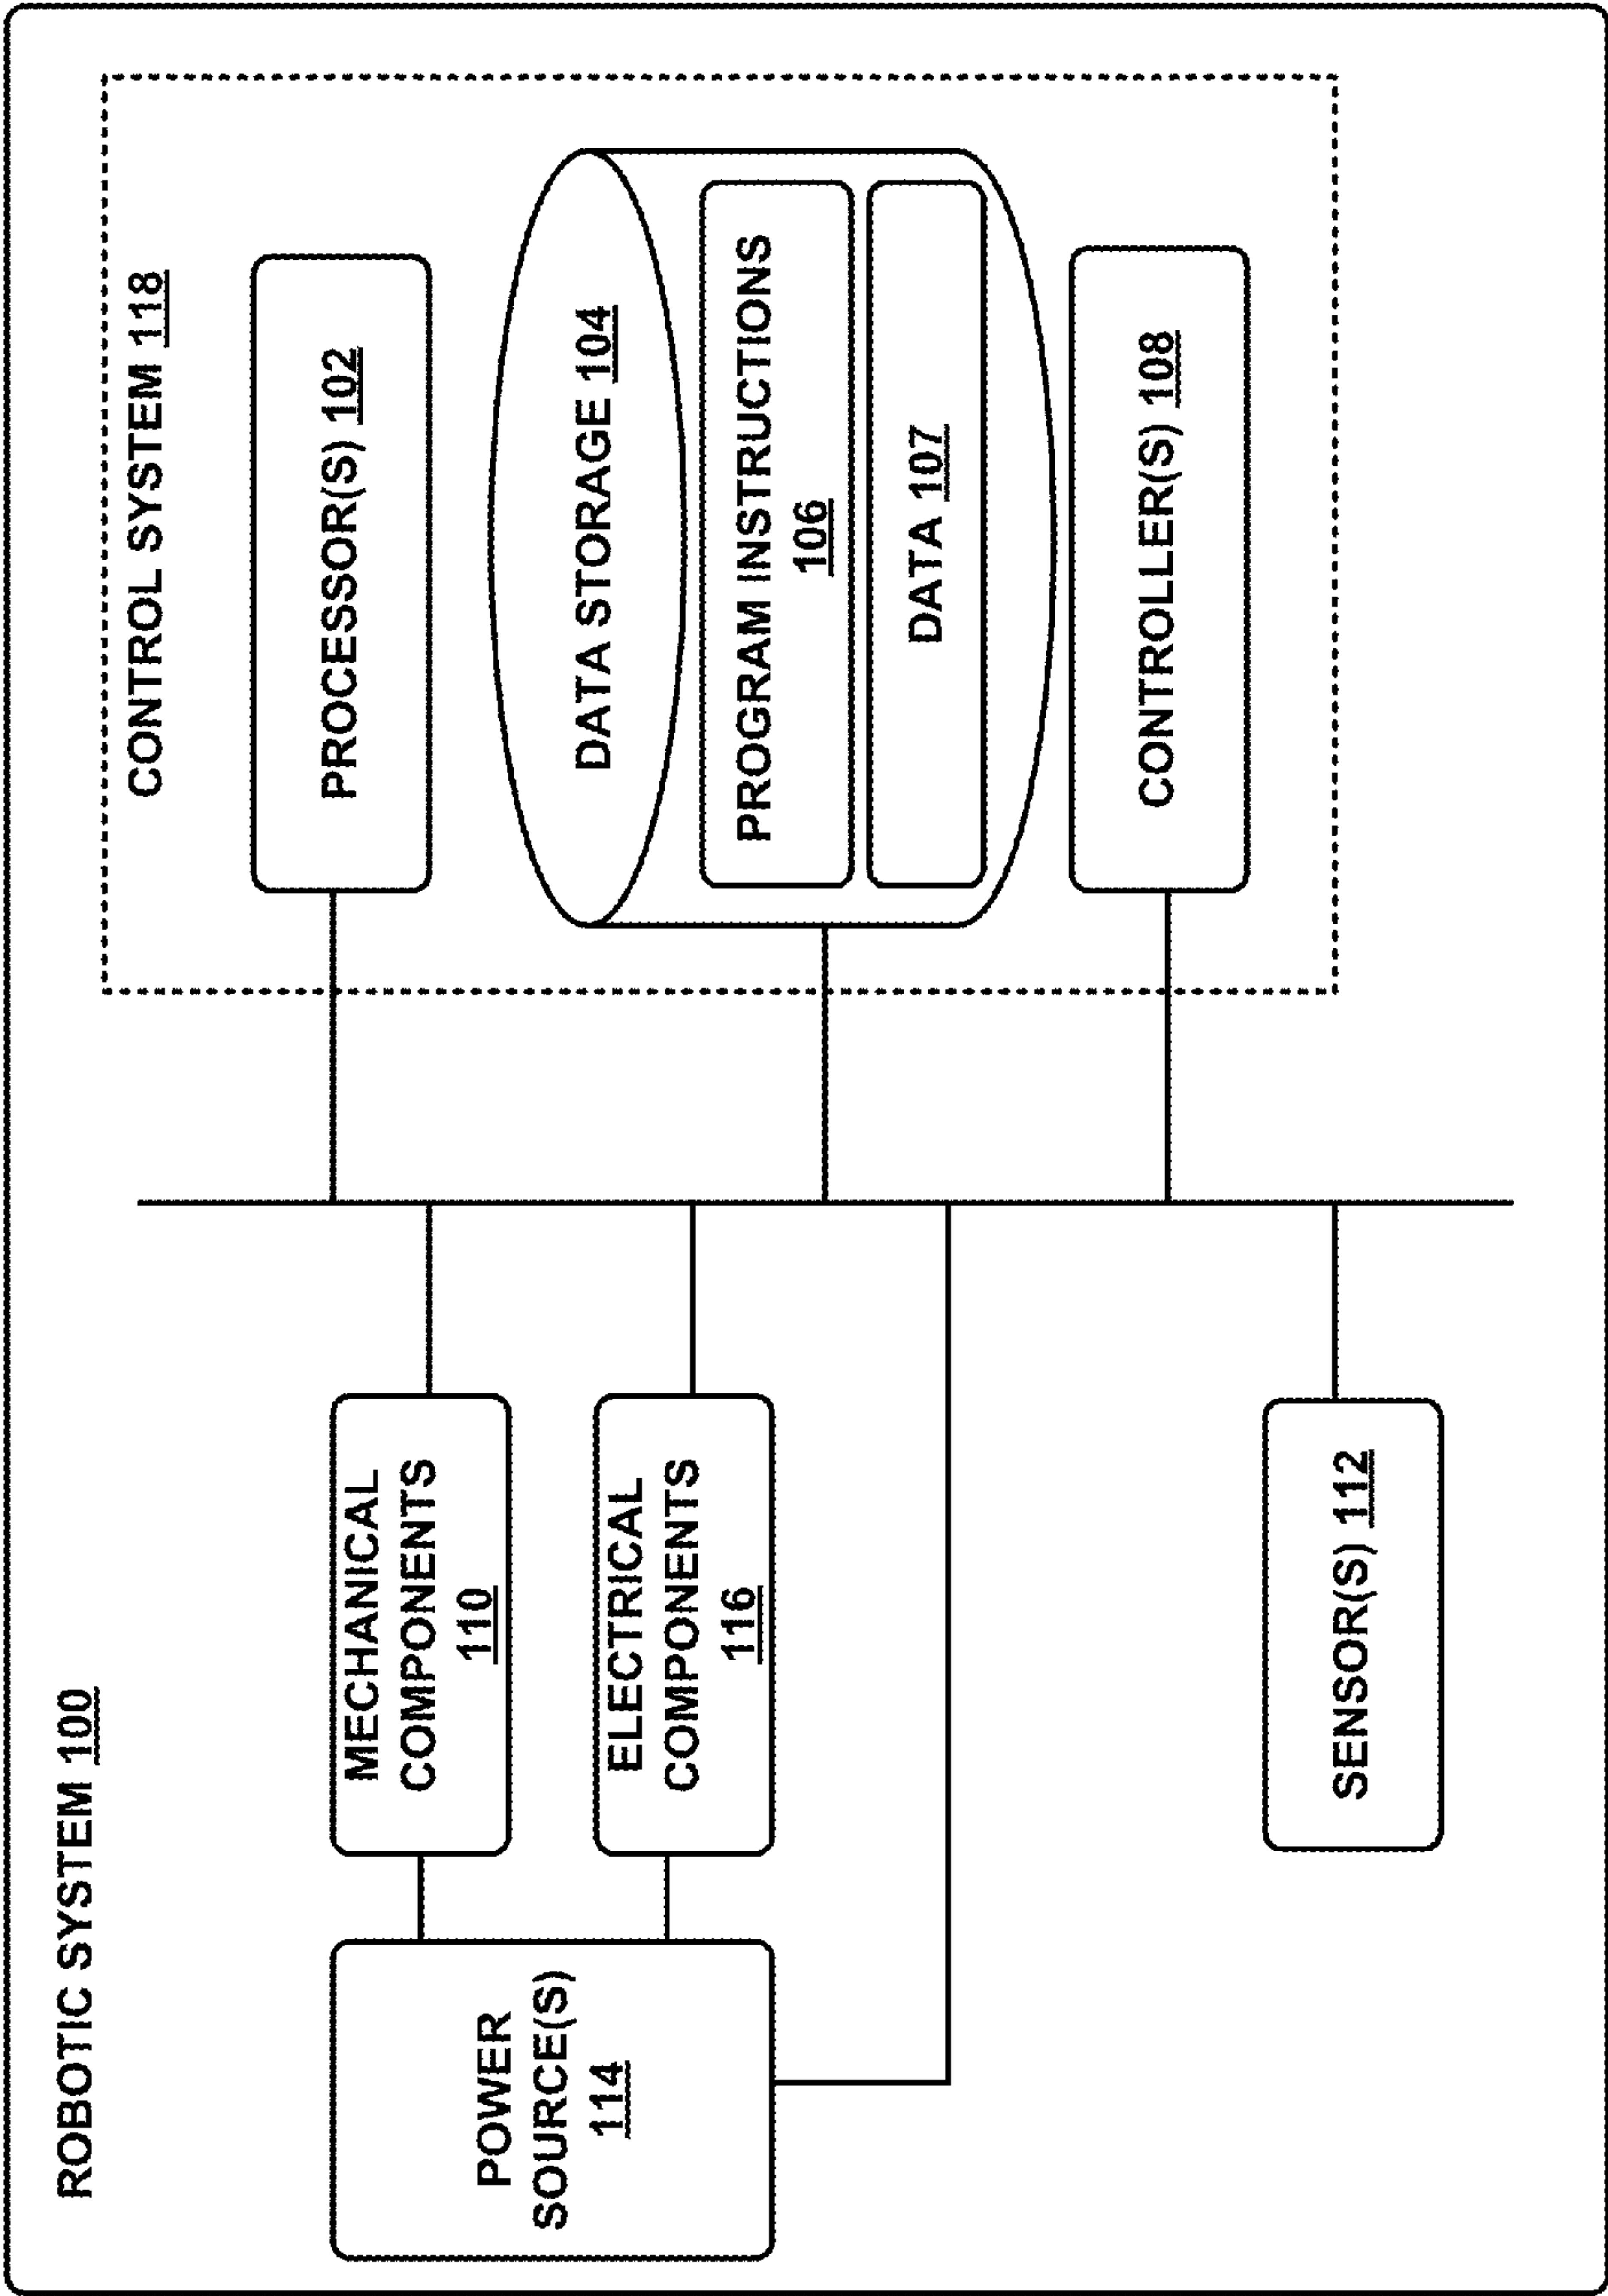 ROBOTIC SYSTEM 100
POWER
SOURCE(S)
114
MECHANICAL
COMPONENTS
110
ELECTRICAL
COMPONENTS
116
SENSOR(S) 112
CONTROL SYSTEM 118
PROCESSOR(S) 102
DATA STORAGE 104
PROGRAM INSTRUCTIONS
106
DATA 107
CONTROLLER(S) 108